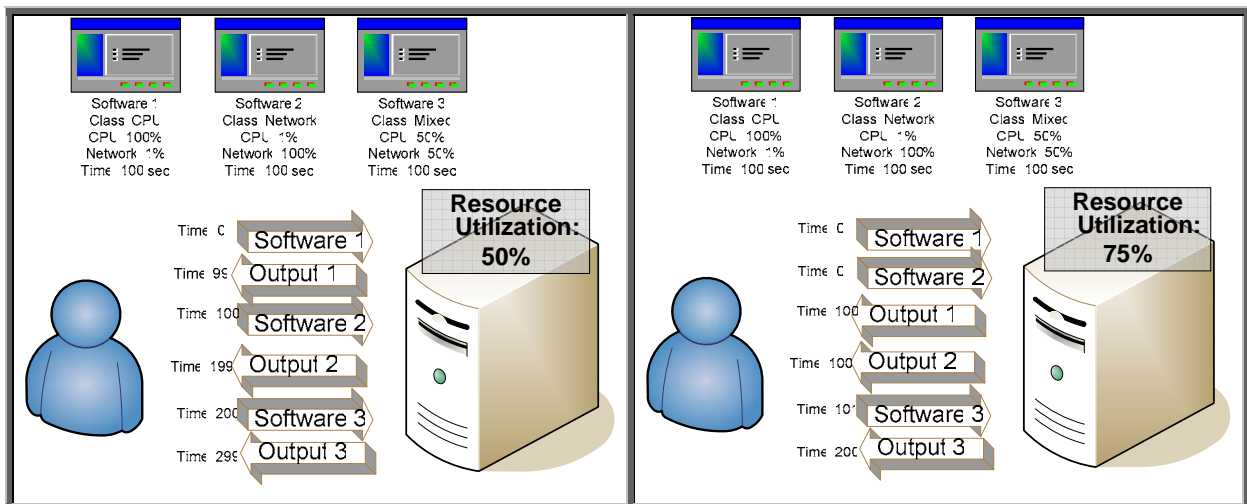 Software 1
Class CPU
CPU 100%
Network 1%
Time 100 sec
Software 2
Class Network
CPU 1%
Network 100%
Time 100 sec
Software 3
Class Mixed
CPU 50%
Network 50%
Time 100 sec
Resource
Utilization:
50%
Time 0
Software 1
Time 99
Output 1
Time 100
Software 2
Time 199
Output 2
Time 200
Software 3
Time 299
Output 3
Software 1
Class CPU
CPU 100%
Network 1%
Time 100 sec
Software 2
Class Network
CPU 1%
Network 100%
Time 100 sec
Software 3
Class Mixed
CPU 50%
Network 50%
Time 100 sec
Resource
Utilization:
75%
Time 0
Software 1
Time 0
Software 2
Time 100
Output 1
Time 100
Output 2
Time 101
Software 3
Time 200
Output 3